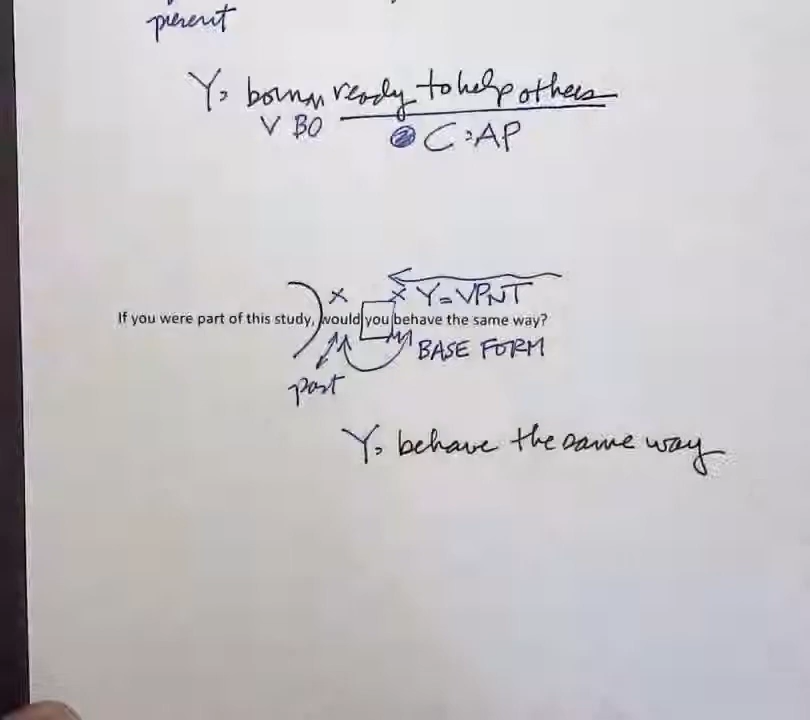 present
Y= born ready to help others
V BO C=AP
X X Y=VPNT
If you were part of this study, would you behave the same way?
BASE FORM
past
Y= behave the same way